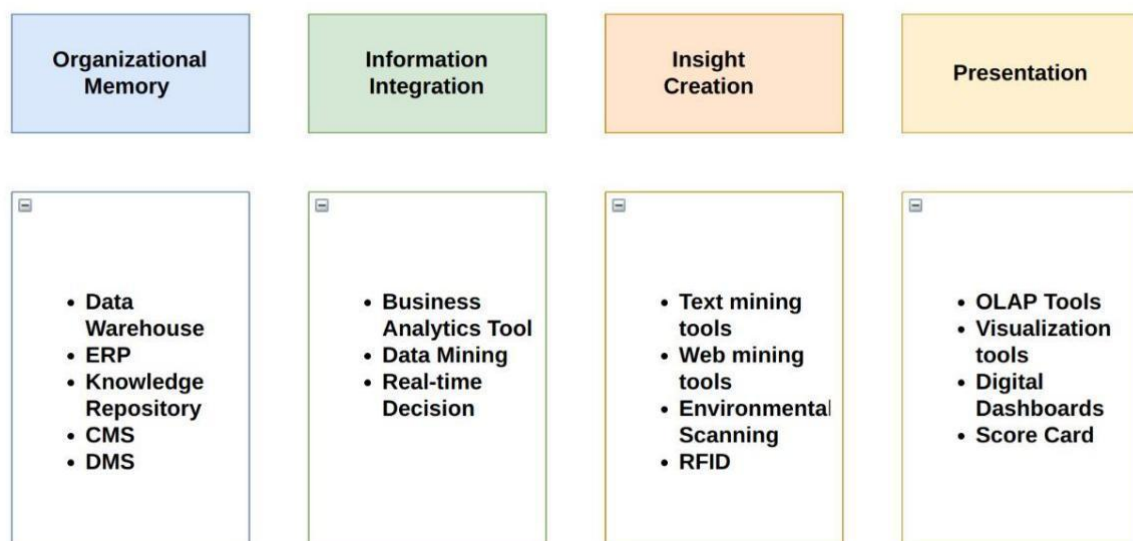 Organizational
Memory
Information
Integration
Insight
Creation
Presentation
• Data
Warehouse
• ERP
• Knowledge
Repository
• CMS
• DMS
• Business
Analytics Tool
• Data Mining
• Real-time
Decision
• Text mining
tools
• Web mining
tools
• Environmental
Scanning
• RFID
• OLAP Tools
• Visualization
tools
• Digital
Dashboards
• Score Card